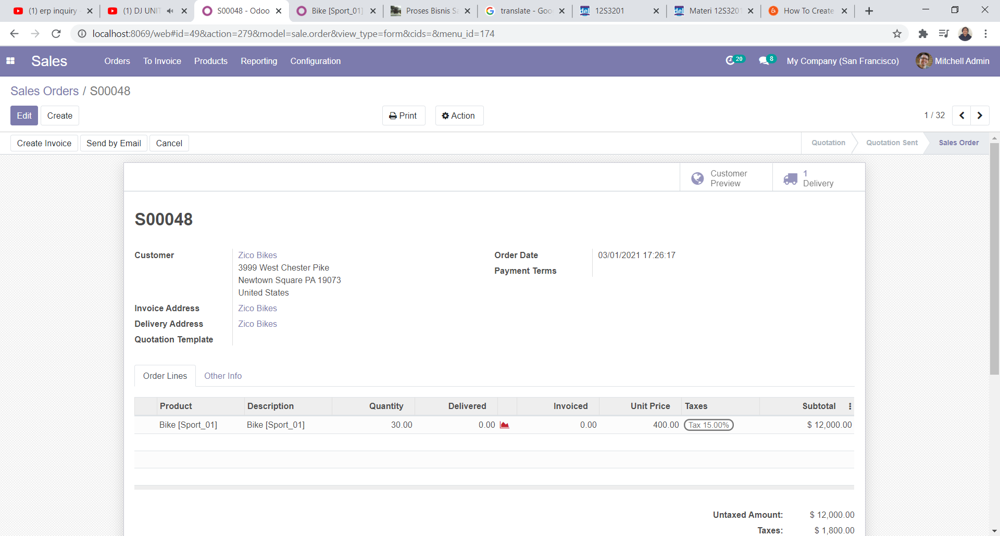 (1) erp inquiry
(1) DJ UNIT
S00048 - Odoo
Bike [Sport_01]
Proses Bisnis Sa
translate - Goo
del 12S3201
del Materi 12S3201
How To Create
localhost:8069/web#id=49&action=279&model=sale.order&view_type=form&cids=&menu_id=174
Sales
Orders
To Invoice
Products
Reporting
Configuration
20
8
My Company (San Francisco)
Mitchell Admin
Sales Orders / S00048
Edit
Create
Print
Action
1 / 32
Create Invoice
Send by Email
Cancel
Quotation
Quotation Sent
Sales Order
Customer
Preview
1
Delivery
S00048
Customer
Zico Bikes
3999 West Chester Pike
Newtown Square PA 19073
United States
Order Date
03/01/2021 17:26:17
Payment Terms
Invoice Address
Zico Bikes
Delivery Address
Zico Bikes
Quotation Template
Order Lines
Other Info
Product Description Quantity Delivered Invoiced Unit Price Taxes Subtotal
Bike [Sport_01] Bike [Sport_01] 30.00 0.00 0.00 400.00 Tax 15.00% $ 12,000.00
Untaxed Amount: $ 12,000.00
Taxes: $ 1,800.00